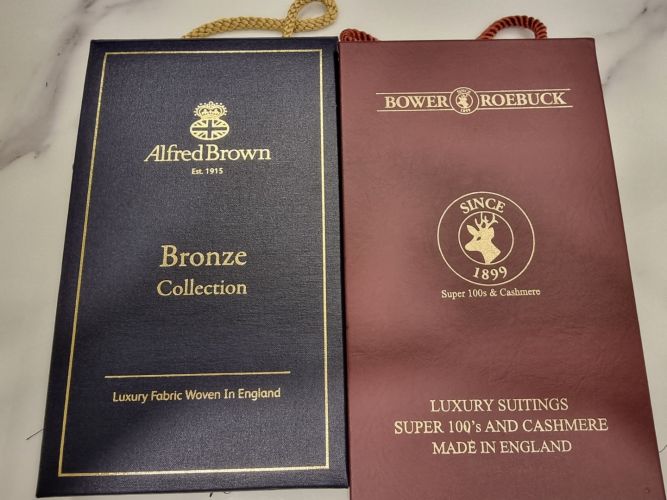 Alfred Brown
Est. 1915
Bronze
Collection
Luxury Fabric Woven In England
BOWER ROEBUCK
1899
SINCE
1899
Super 100s & Cashmere
LUXURY SUITINGS
SUPER 100's AND CASHMERE
MADE IN ENGLAND